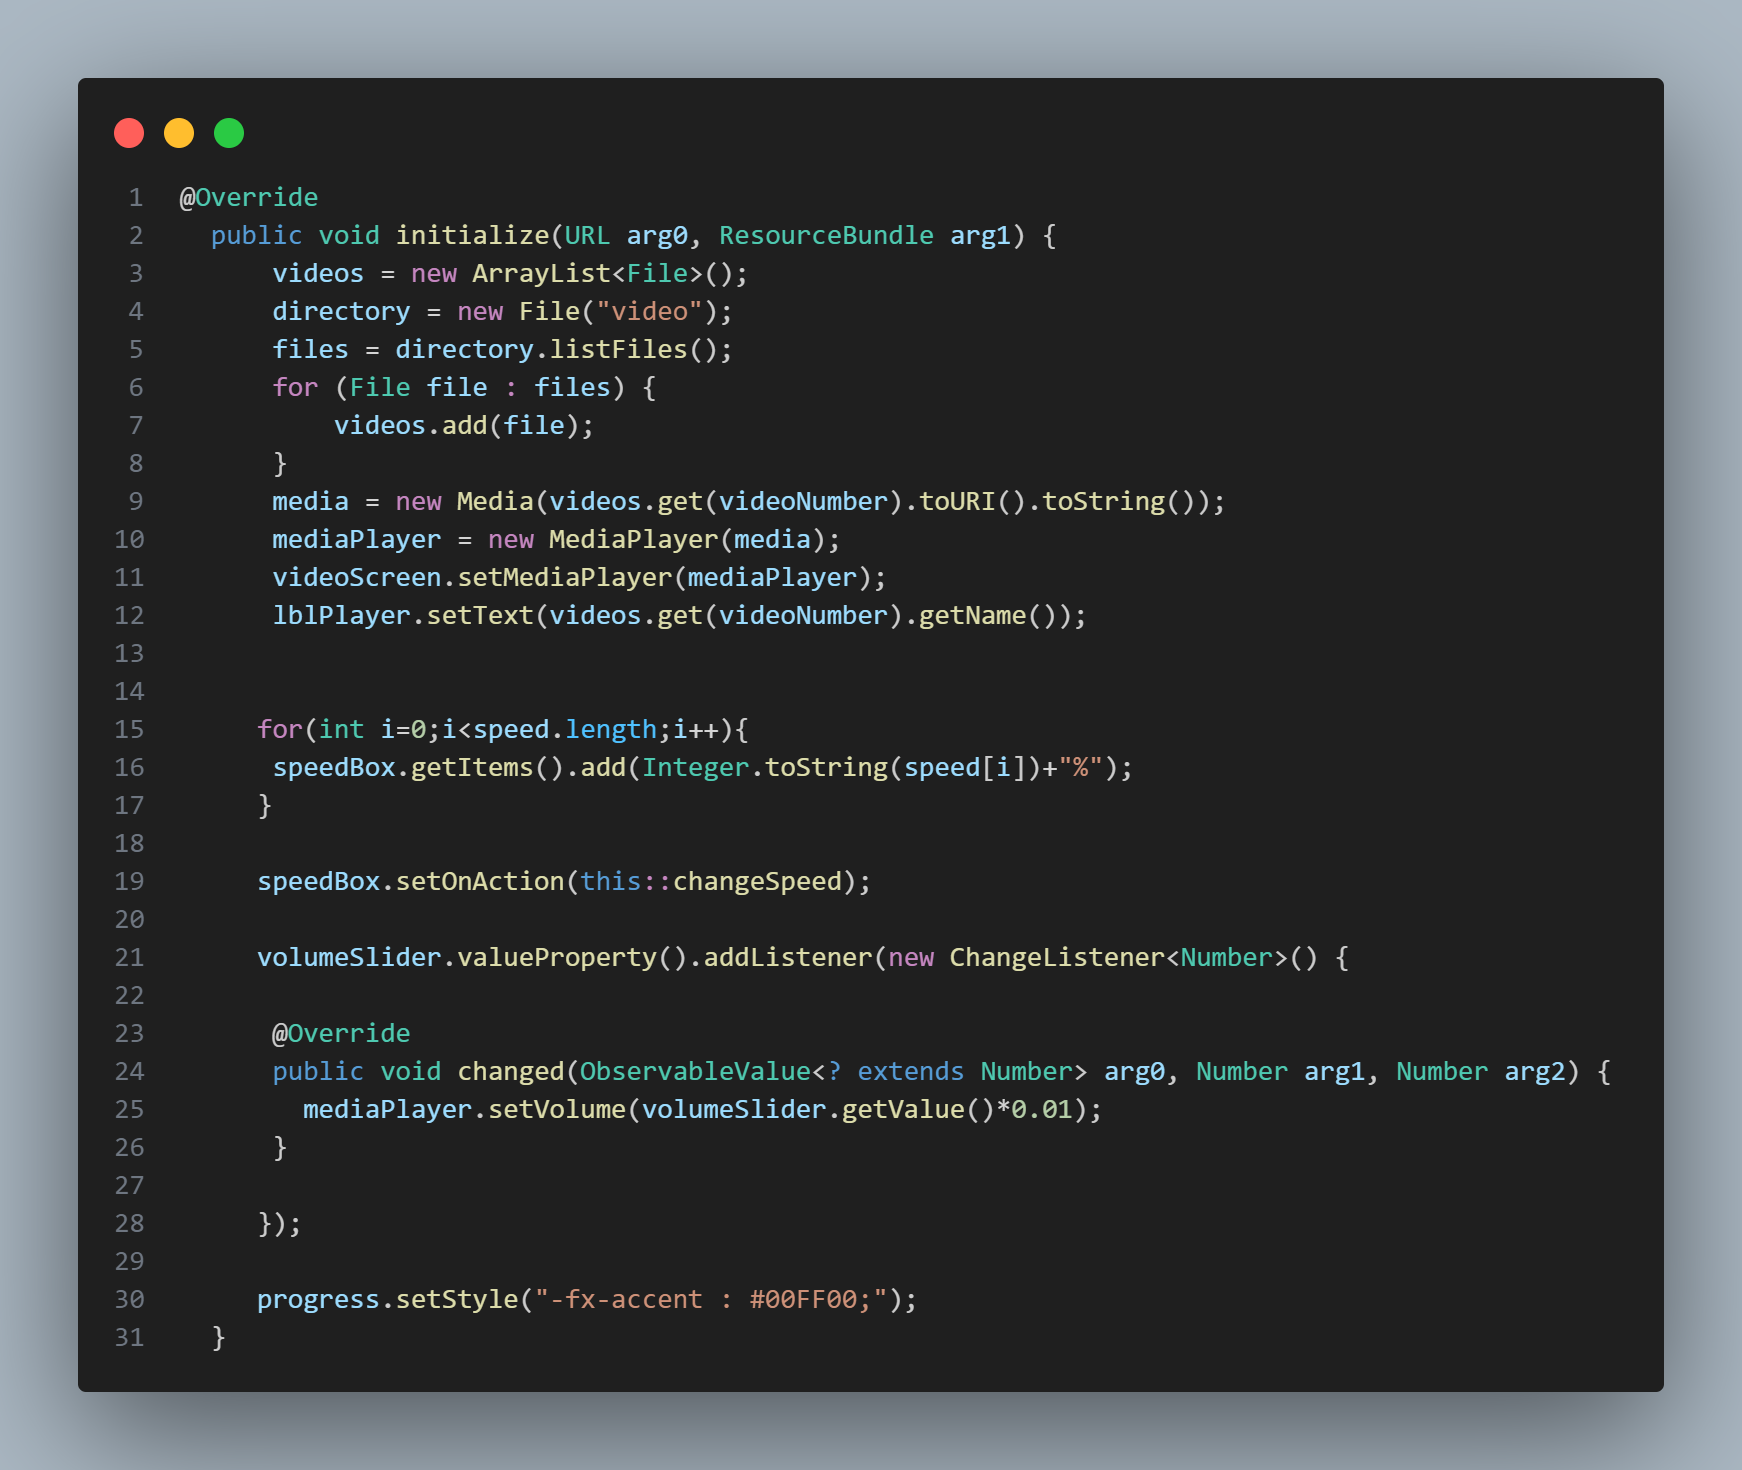 1 @Override
2 public void initialize(URL arg0, ResourceBundle arg1) {
3 videos = new ArrayList<File>();
4 directory = new File("video");
5 files = directory.listFiles();
6 for (File file : files) {
7 videos.add(file);
8 }
9 media = new Media(videos.get(videoNumber).toURI().toString());
10 mediaPlayer = new MediaPlayer(media);
11 videoScreen.setMediaPlayer(mediaPlayer);
12 lblPlayer.setText(videos.get(videoNumber).getName());
13
14
15 for(int i=0;i<speed.length;i++){
16 speedBox.getItems().add(Integer.toString(speed[i])+"%");
17 }
18
19 speedBox.setOnAction(this::changeSpeed);
20
21 volumeSlider.valueProperty().addListener(new ChangeListener<Number>() {
22
23 @Override
24 public void changed(ObservableValue<? extends Number> arg0, Number arg1, Number arg2) {
25 mediaPlayer.setVolume(volumeSlider.getValue()*0.01);
26 }
27
28 });
29
30 progress.setStyle("-fx-accent : #00FF00;");
31 }